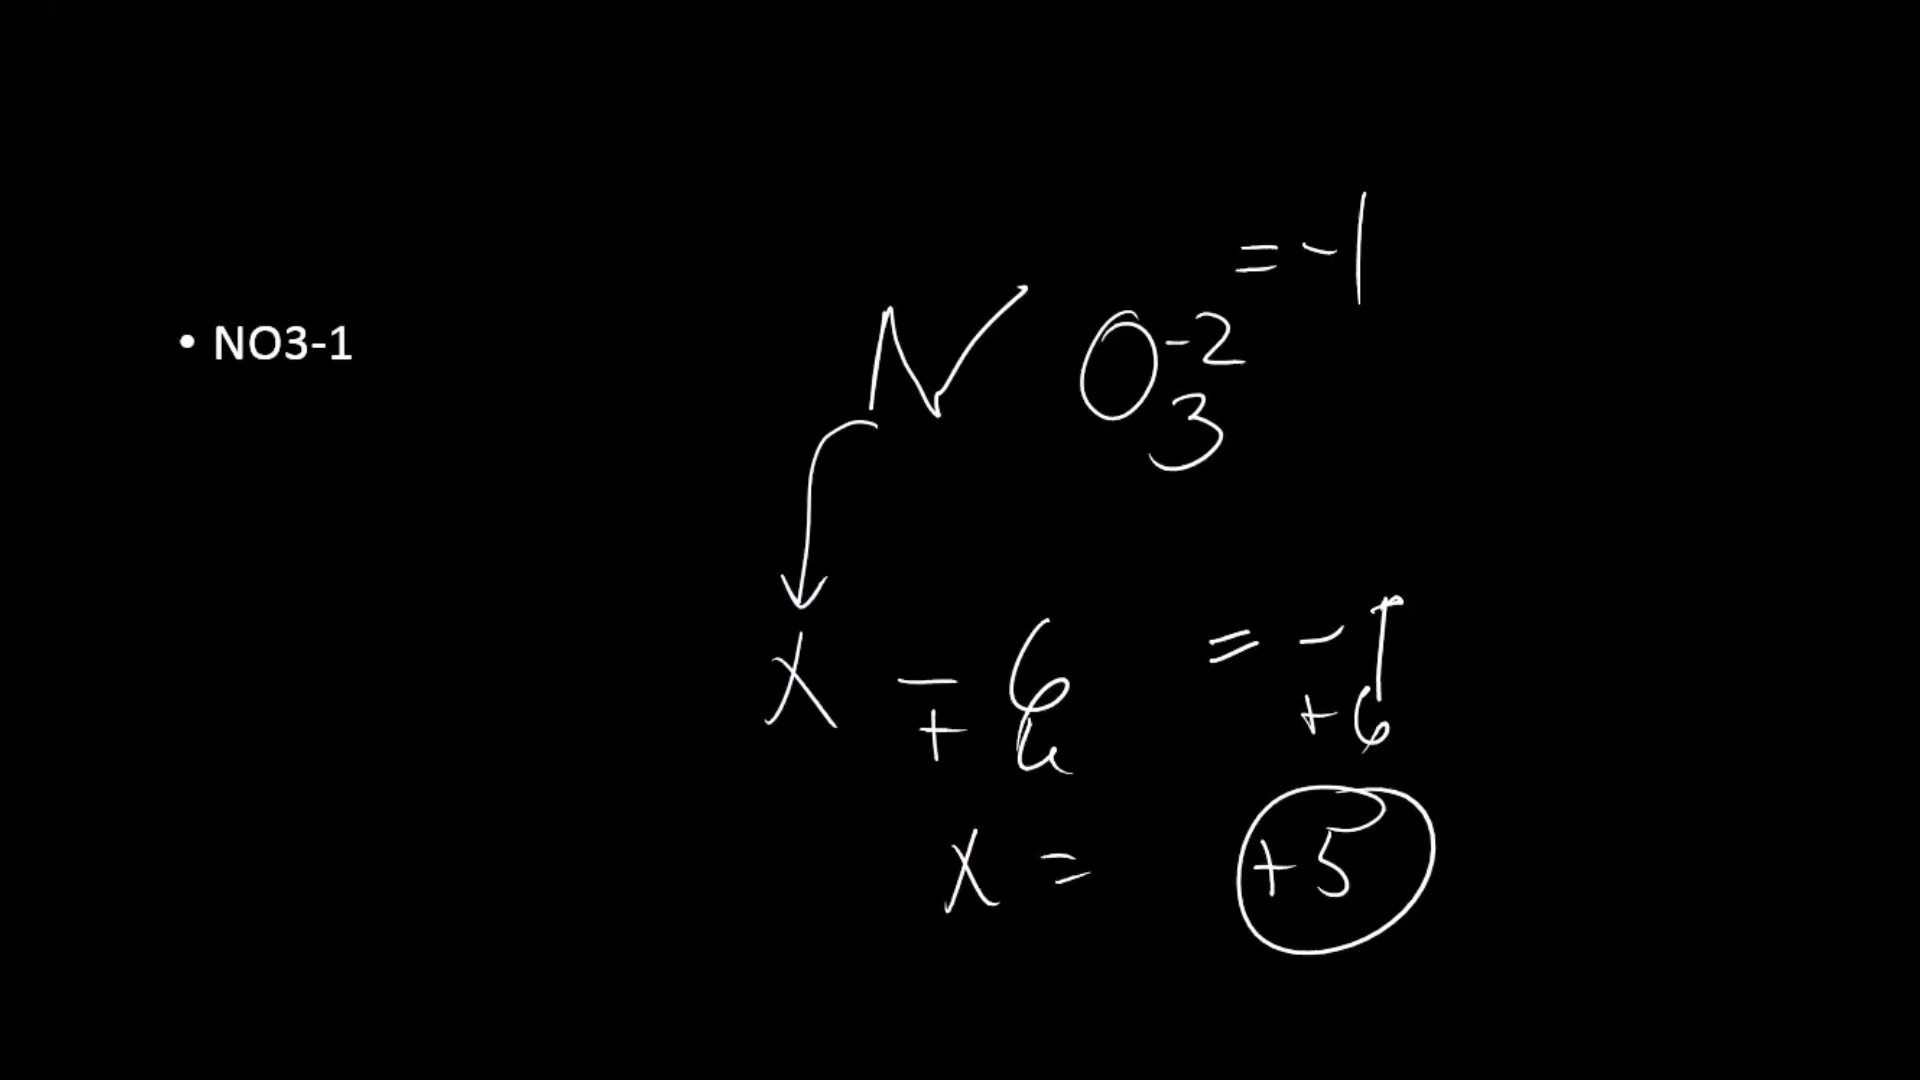 = -1
• NO3-1
N O3-2
X - 6 = -1
+ 6 +6
X = +5